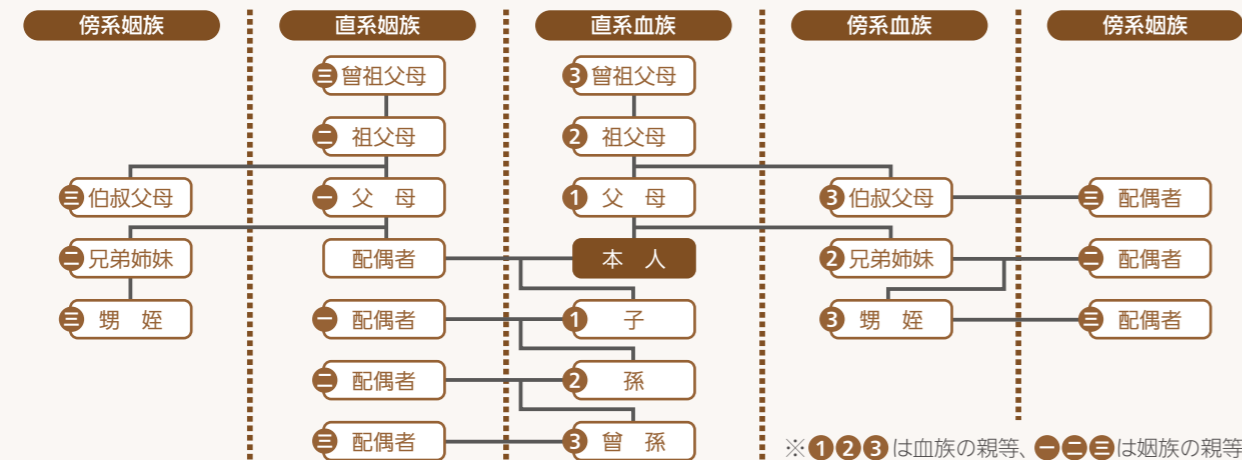 傍系姻族 直系姻族 直系血族 傍系血族 傍系姻族
三 曾祖父母 3 曾祖父母
二 祖父母 2 祖父母
三 伯叔父母 一 父 母 1 父 母 3 伯叔父母 三 配偶者
二 兄弟姉妹 配偶者 本 人 2 兄弟姉妹 二 配偶者
三 甥 姪 一 配偶者 1 子 3 甥 姪 三 配偶者
二 配偶者 2 孫
三 配偶者 3 曾 孫
※❶❷❸は血族の親等、一二三は姻族の親等